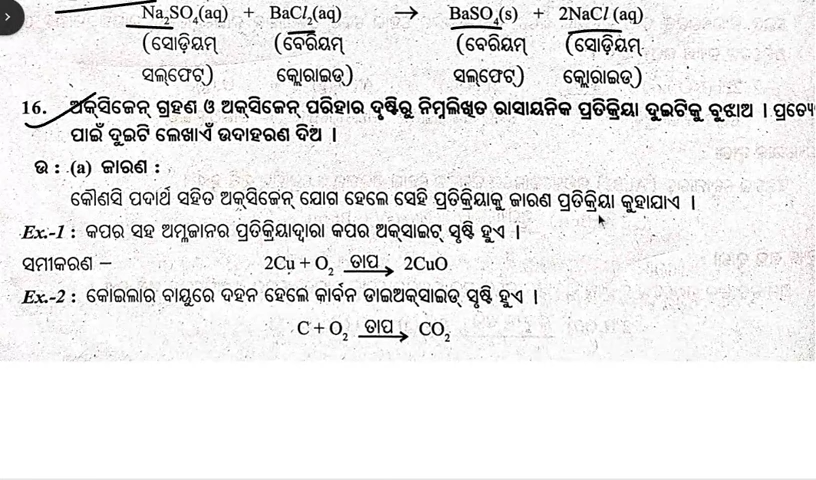 Na₂SO₄(aq) + BaCl₂(aq) → BaSO₄(s) + 2NaCl (aq)
(ସୋଡ଼ିୟମ୍ (ବେରିୟମ୍ (ବେରିୟମ୍ (ସୋଡ଼ିୟମ୍
ସଲ୍‌ଫେଟ୍) କ୍ଲୋରାଇଡ୍) ସଲ୍‌ଫେଟ୍) କ୍ଲୋରାଇଡ୍)
16. ଅକ୍‌ସିଜେନ୍ ଗ୍ରହଣ ଓ ଅକ୍‌ସିଜେନ୍ ପରିହାର ଦୃଷ୍ଟିରୁ ନିମ୍ନଲିଖିତ ରାସାୟନିକ ପ୍ରତିକ୍ରିୟା ଦୁଇଟିକୁ ବୁଝାଅ ।
ପାଇଁ ଦୁଇଟି ଲେଖାଏଁ ଉଦାହରଣ ଦିଅ ।
ଉ : (a) ଜାରଣ :
କୌଣସି ପଦାର୍ଥ ସହିତ ଅକ୍‌ସିଜେନ୍ ଯୋଗ ହେଲେ ସେହି ପ୍ରତିକ୍ରିୟାକୁ ଜାରଣ ପ୍ରତିକ୍ରିୟା କୁହାଯାଏ ।
Ex.-1 : କପର ସହ ଅମ୍ଳଜାନର ପ୍ରତିକ୍ରିୟାଦ୍ୱାରା କପର ଅକ୍‌ସାଇଟ୍ ସୃଷ୍ଟି ହୁଏ ।
ସମୀକରଣ – 2Cu + O₂ ତାପ→ 2CuO
Ex.-2 : କୋଇଲାର ବାୟୁରେ ଦହନ ହେଲେ କାର୍ବନ ଡାଇଅକ୍‌ସାଇଡ୍ ସୃଷ୍ଟି ହୁଏ ।
C + O₂ ତାପ→ CO₂